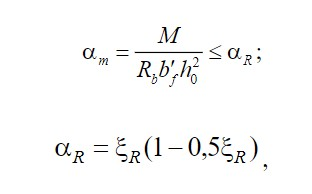 α_m = M / (R_b b′_f h_0^2) ≤ α_R ;
α_R = ξ_R (1 − 0,5ξ_R) ,